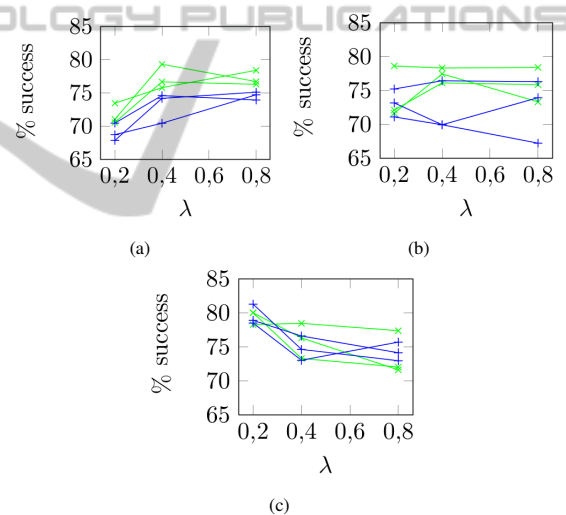 OLOGY PUBLICATIONS
85
80
75
70
65
% success
0,2 0,4 0,6 0,8
λ
(a)
85
80
75
70
65
% success
0,2 0,4 0,6 0,8
λ
(b)
85
80
75
70
65
% success
0,2 0,4 0,6 0,8
λ
(c)